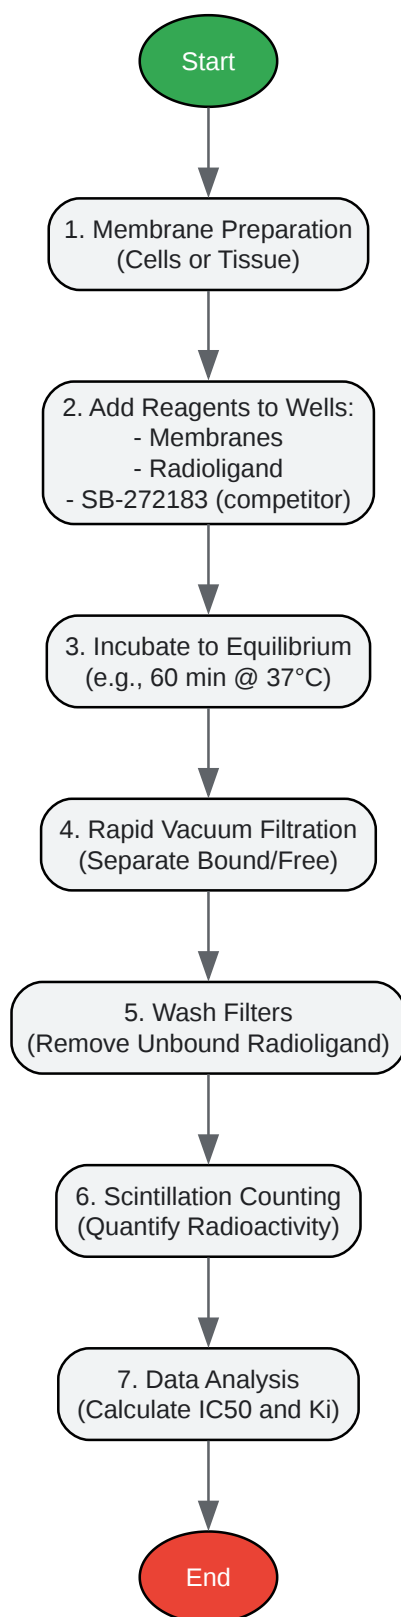 Start
1. Membrane Preparation
(Cells or Tissue)
2. Add Reagents to Wells:
- Membranes
- Radioligand
- SB-272183 (competitor)
3. Incubate to Equilibrium
(e.g., 60 min @ 37°C)
4. Rapid Vacuum Filtration
(Separate Bound/Free)
5. Wash Filters
(Remove Unbound Radioligand)
6. Scintillation Counting
(Quantify Radioactivity)
7. Data Analysis
(Calculate IC50 and Ki)
End